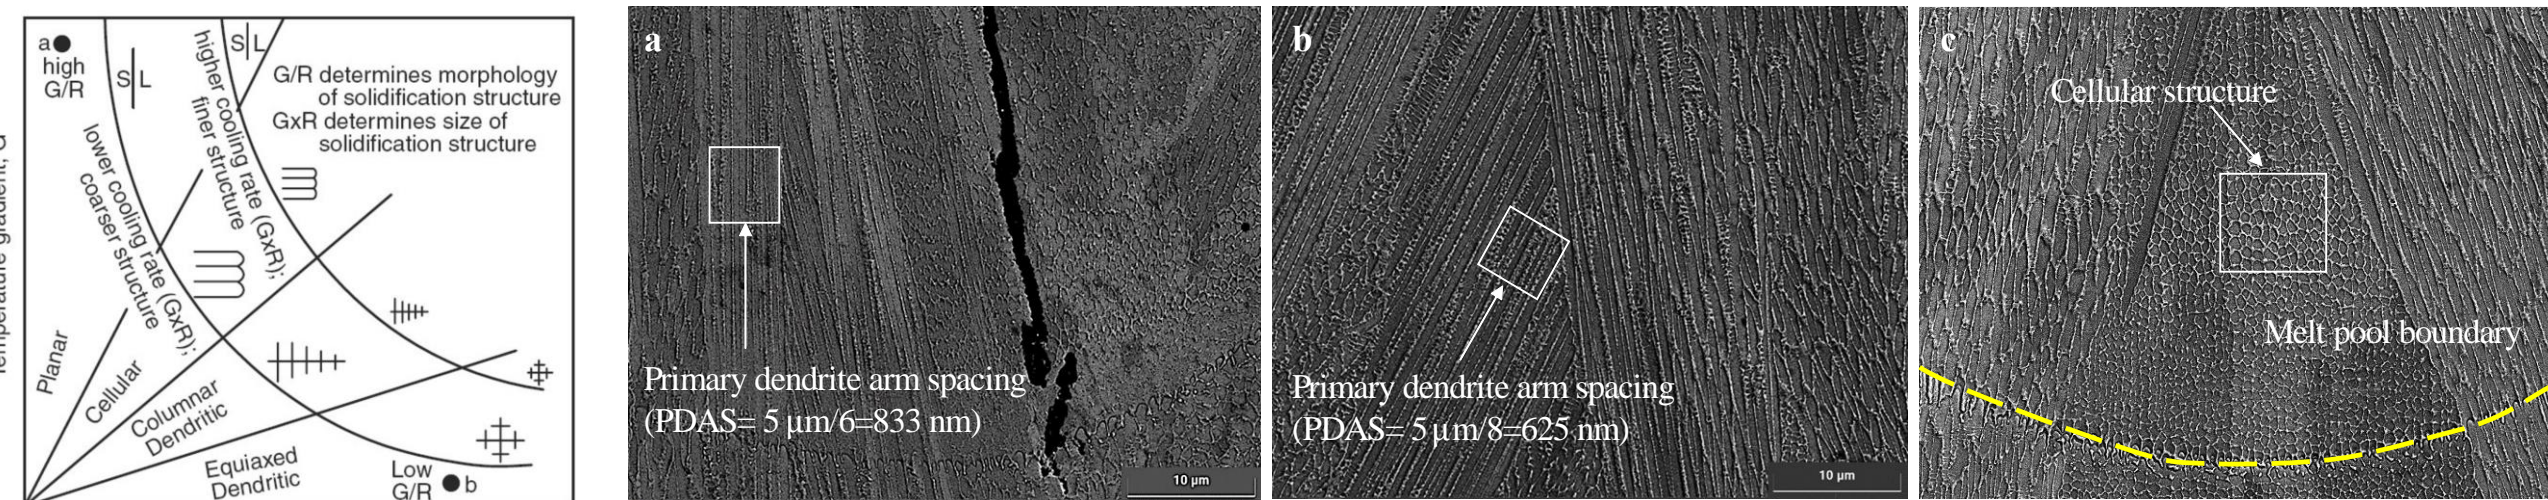 a
high
G/R
S|L
S|L
higher cooling rate (GxR);
finer structure
lower cooling rate (GxR);
coarser structure
G/R determines morphology
of solidification structure
GxR determines size of
solidification structure
Planar
Cellular
Columnar
Dendritic
Equiaxed
Dendritic
Low
G/R
b
a
Primary dendrite arm spacing
(PDAS= 5 µm/6=833 nm)
10 µm
b
Primary dendrite arm spacing
(PDAS= 5 µm/8=625 nm)
10 µm
c
Cellular structure
Melt pool boundary